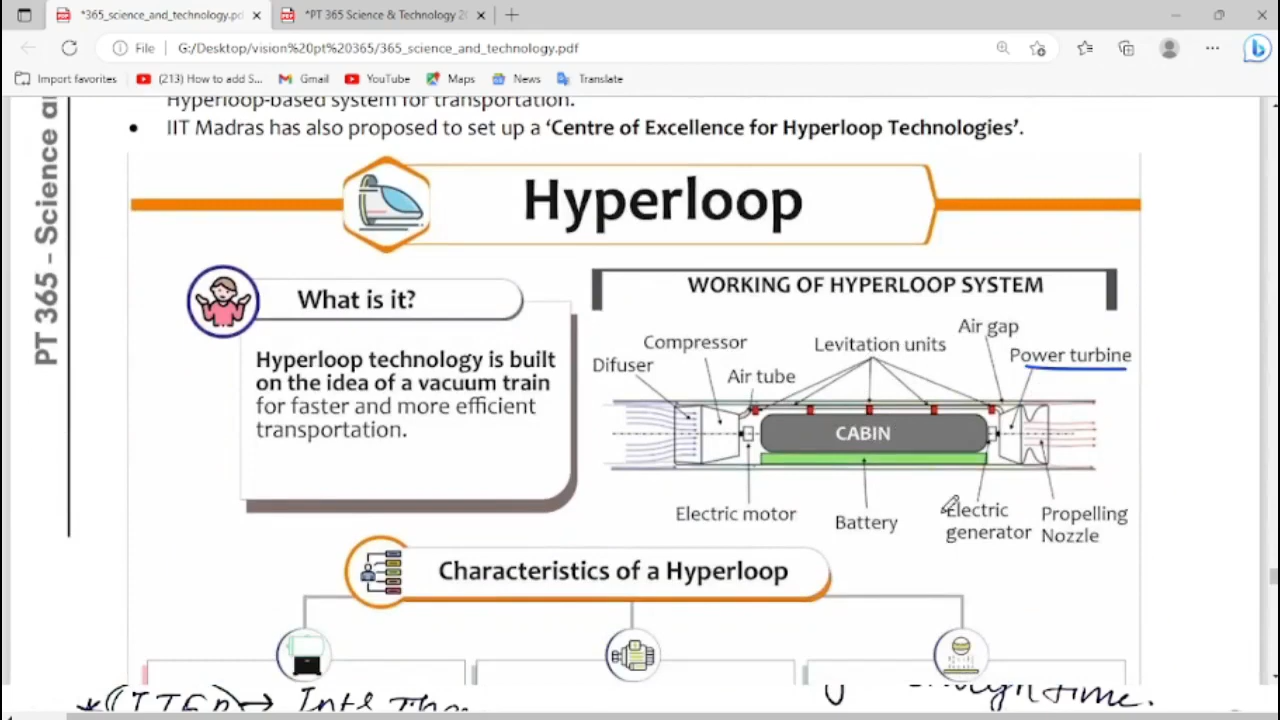 *365_science_and_technology.pd
*PT 365 Science & Technology 20
File
G:/Desktop/vision%20pt%20365/365_science_and_technology.pdf
Import favorites
(213) How to add S...
Gmail
YouTube
Maps
News
Translate
PT 365 - Science a
Hyperloop-based system for transportation.
• IIT Madras has also proposed to set up a ‘Centre of Excellence for Hyperloop Technologies’.
Hyperloop
What is it?
Hyperloop technology is built
on the idea of a vacuum train
for faster and more efficient
transportation.
WORKING OF HYPERLOOP SYSTEM
Difuser
Compressor
Air tube
Levitation units
Air gap
Power turbine
CABIN
Electric motor
Battery
Electric
generator
Propelling
Nozzle
Characteristics of a Hyperloop
time.